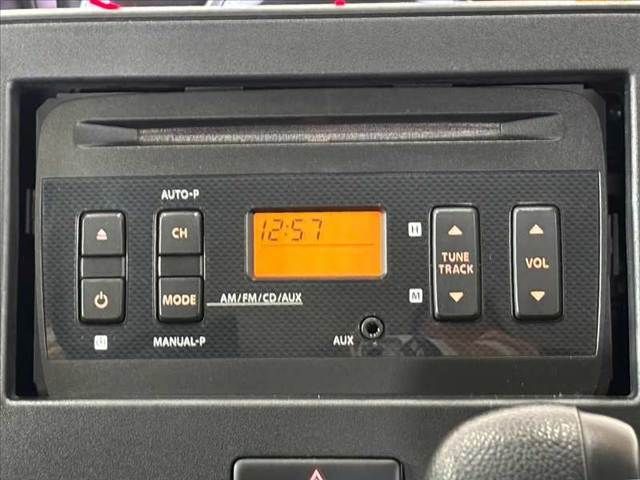 AUTO-P
CH
12:57
H
TUNE
TRACK
VOL
MODE
AM/FM/CD/AUX
M
MANUAL-P
AUX